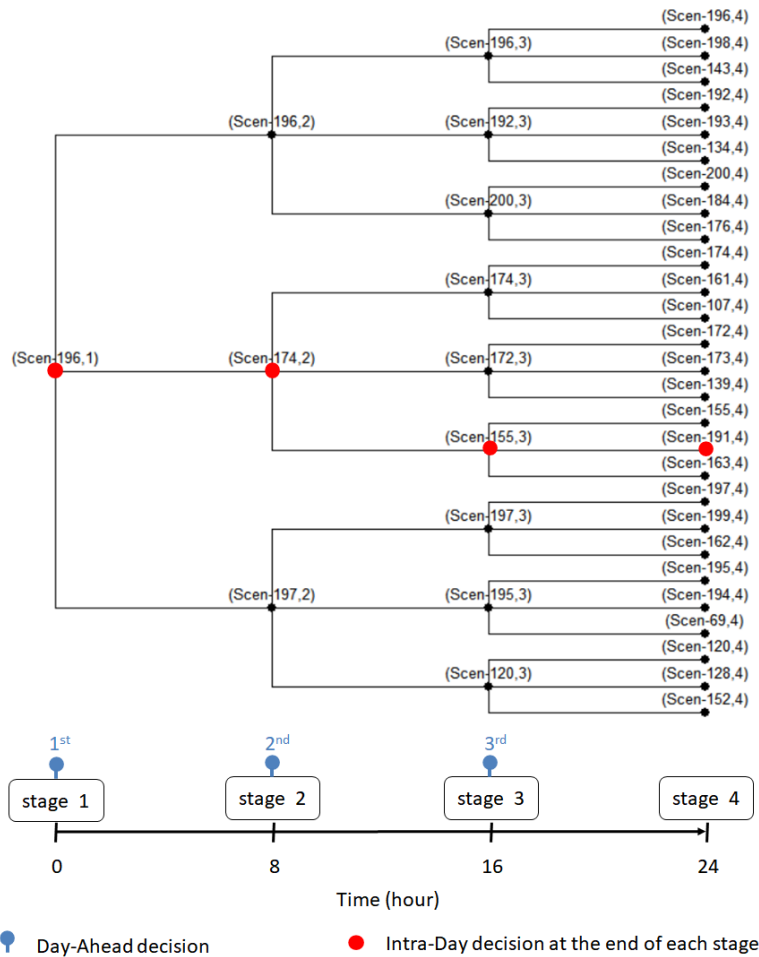 (Scen-196,4)
(Scen-196,3)
(Scen-198,4)
(Scen-143,4)
(Scen-192,4)
(Scen-196,2)
(Scen-192,3)
(Scen-193,4)
(Scen-134,4)
(Scen-200,4)
(Scen-200,3)
(Scen-184,4)
(Scen-176,4)
(Scen-174,4)
(Scen-174,3)
(Scen-161,4)
(Scen-107,4)
(Scen-172,4)
(Scen-196,1)
(Scen-174,2)
(Scen-172,3)
(Scen-173,4)
(Scen-139,4)
(Scen-155,4)
(Scen-155,3)
(Scen-191,4)
(Scen-163,4)
(Scen-197,4)
(Scen-197,3)
(Scen-199,4)
(Scen-162,4)
(Scen-195,4)
(Scen-197,2)
(Scen-195,3)
(Scen-194,4)
(Scen-69,4)
(Scen-120,4)
(Scen-120,3)
(Scen-128,4)
(Scen-152,4)
1st 2nd 3rd
stage 1 stage 2 stage 3 stage 4
0 8 16 24
Time (hour)
Day-Ahead decision
Intra-Day decision at the end of each stage